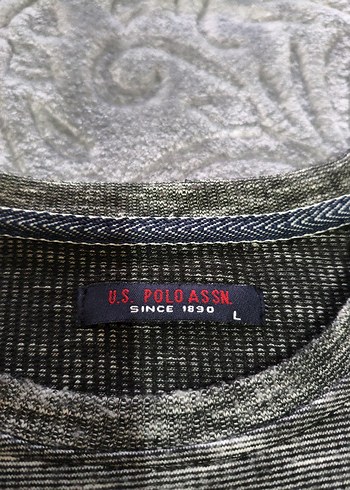 U.S. POLO ASSN.
SINCE 1890
L